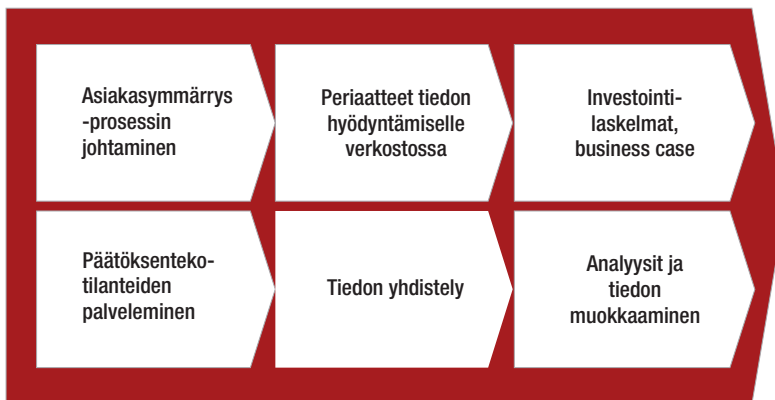 Asiakasymmärrys
-prosessin
johtaminen
Periaatteet tiedon
hyödyntämiselle
verkostossa
Investointi-
laskelmat,
business case
Päätöksenteko-
tilanteiden
palveleminen
Tiedon yhdistely
Analyysit ja
tiedon
muokkaaminen